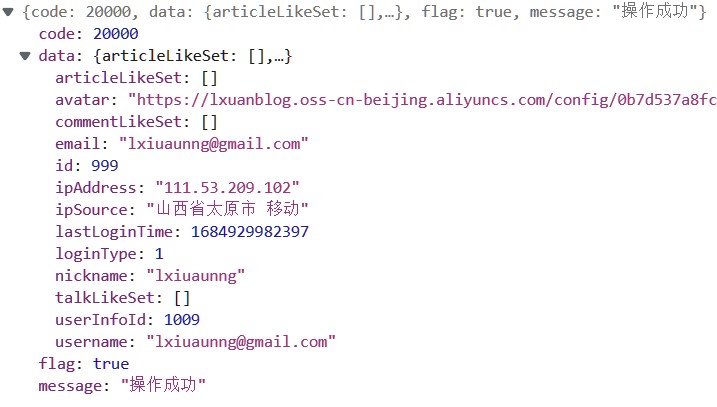 {code: 20000, data: {articleLikeSet: [],…}, flag: true, message: "操作成功"}
code: 20000
data: {articleLikeSet: [],…}
articleLikeSet: []
avatar: "https://lxuanblog.oss-cn-beijing.aliyuncs.com/config/0b7d537a8fc
commentLikeSet: []
email: "lxiuaunng@gmail.com"
id: 999
ipAddress: "111.53.209.102"
ipSource: "山西省太原市 移动"
lastLoginTime: 1684929982397
loginType: 1
nickname: "lxiuaunng"
talkLikeSet: []
userInfoId: 1009
username: "lxiuaunng@gmail.com"
flag: true
message: "操作成功"